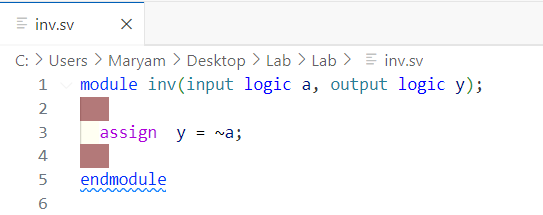 inv.sv
C: > Users > Maryam > Desktop > Lab > Lab > inv.sv
1 module inv(input logic a, output logic y);
2
3 assign  y = ~a;
4
5 endmodule
6